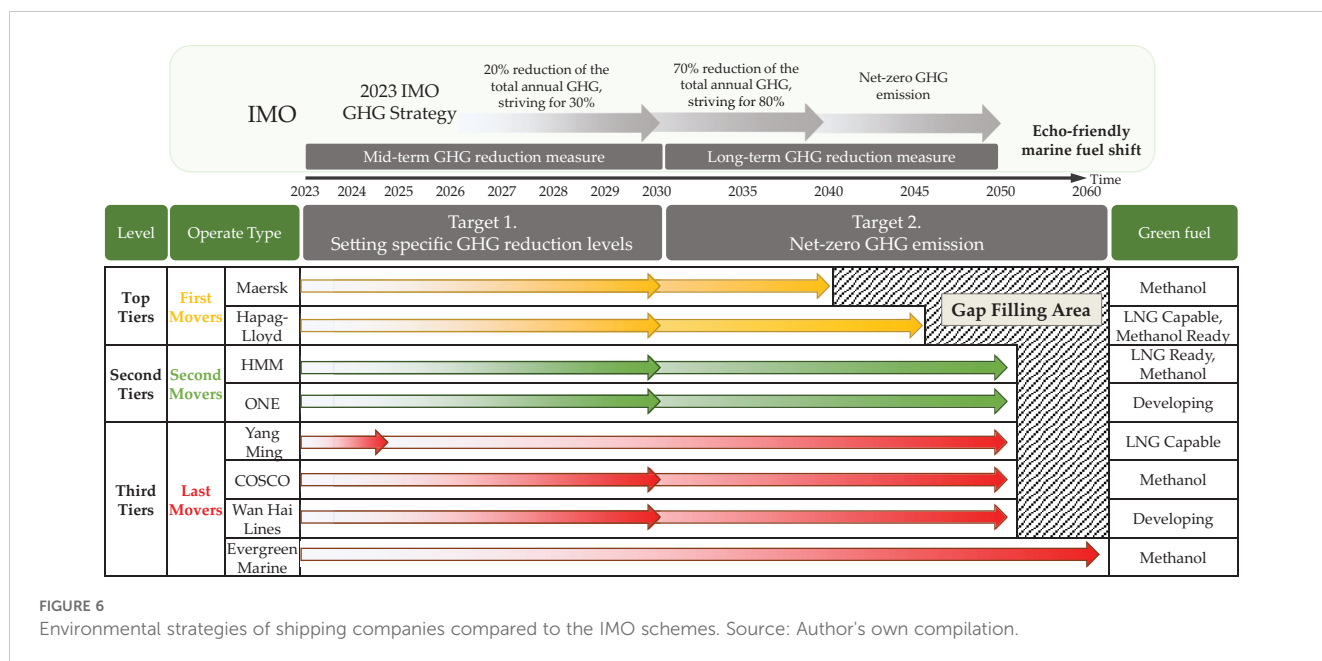 IMO
2023 IMO
GHG Strategy
20% reduction of the
total annual GHG,
striving for 30%
70% reduction of the
total annual GHG,
striving for 80%
Net-zero GHG
emission
Echo-friendly
marine fuel shift
Mid-term GHG reduction measure
Long-term GHG reduction measure
Time
2023 2024 2025 2026 2027 2028 2029 2030 2035 2040 2045 2050 2060
Level
Operate Type
Target 1.
Setting specific GHG reduction levels
Target 2.
Net-zero GHG emission
Green fuel
Top
Tiers
First
Movers
Maersk
Methanol
Hapag-
Lloyd
LNG Capable,
Methanol Ready
Gap Filling Area
Second
Tiers
Second
Movers
HMM
LNG Ready,
Methanol
ONE
Developing
Third
Tiers
Last
Movers
Yang
Ming
LNG Capable
COSCO
Methanol
Wan Hai
Lines
Developing
Evergreen
Marine
Methanol
FIGURE 6
Environmental strategies of shipping companies compared to the IMO schemes. Source: Author's own compilation.